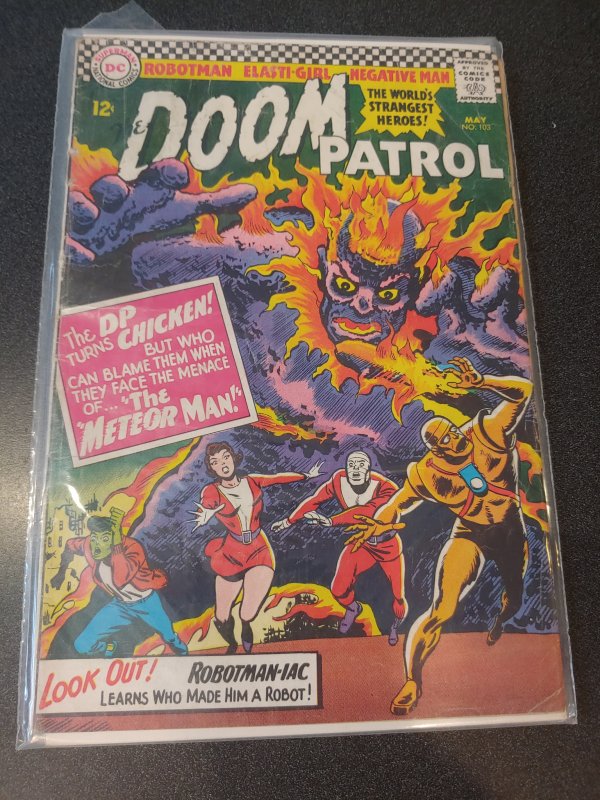 SUPERMAN
DC
NATIONAL COMICS
ROBOTMAN ELASTI-GIRL NEGATIVE MAN
APPROVED
BY THE
COMICS
CODE
AUTHORITY
12¢
THE DOOM
PATROL
THE WORLD'S
STRANGEST
HEROES!
MAY
NO. 103
THE DP
TURNS CHICKEN!
BUT WHO
CAN BLAME THEM WHEN
THEY FACE THE MENACE
OF... "THE
"METEOR MAN!"
LOOK OUT! ROBOTMAN-IAC
LEARNS WHO MADE HIM A ROBOT!